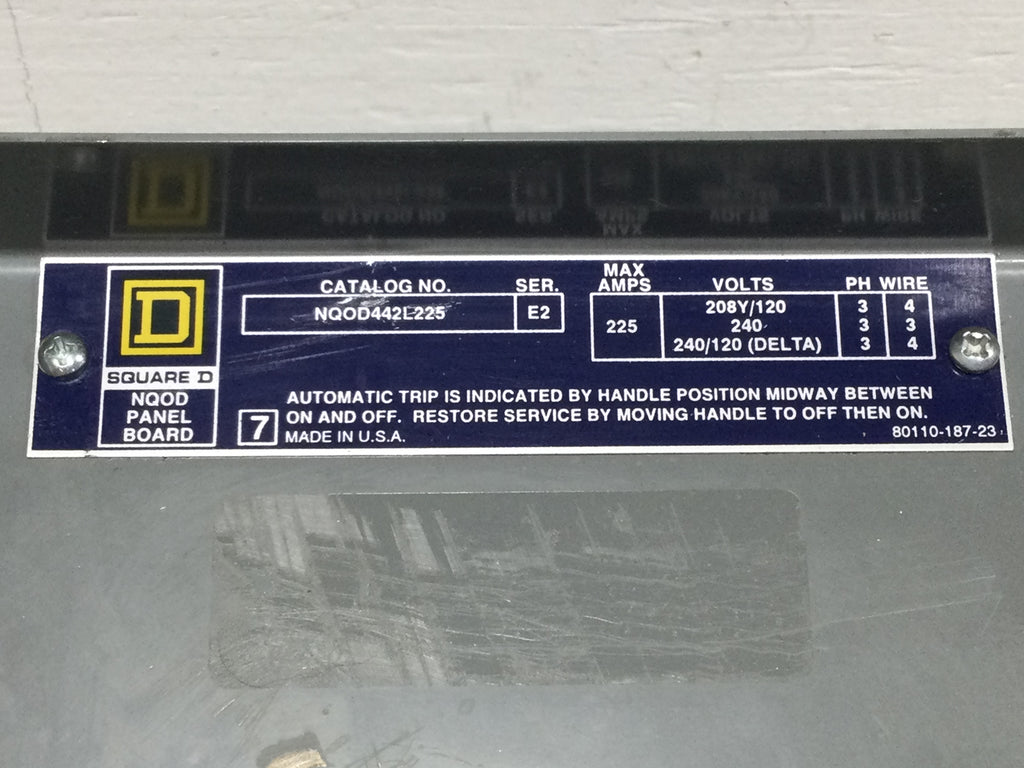 D
SQUARE D
NQOD
PANEL
BOARD
CATALOG NO. SER.
NQOD442L225 E2
MAX
AMPS VOLTS PH WIRE
225
208Y/120 3 4
240 3 3
240/120 (DELTA) 3 4
7
AUTOMATIC TRIP IS INDICATED BY HANDLE POSITION MIDWAY BETWEEN
ON AND OFF. RESTORE SERVICE BY MOVING HANDLE TO OFF THEN ON.
MADE IN U.S.A.
80110-187-23